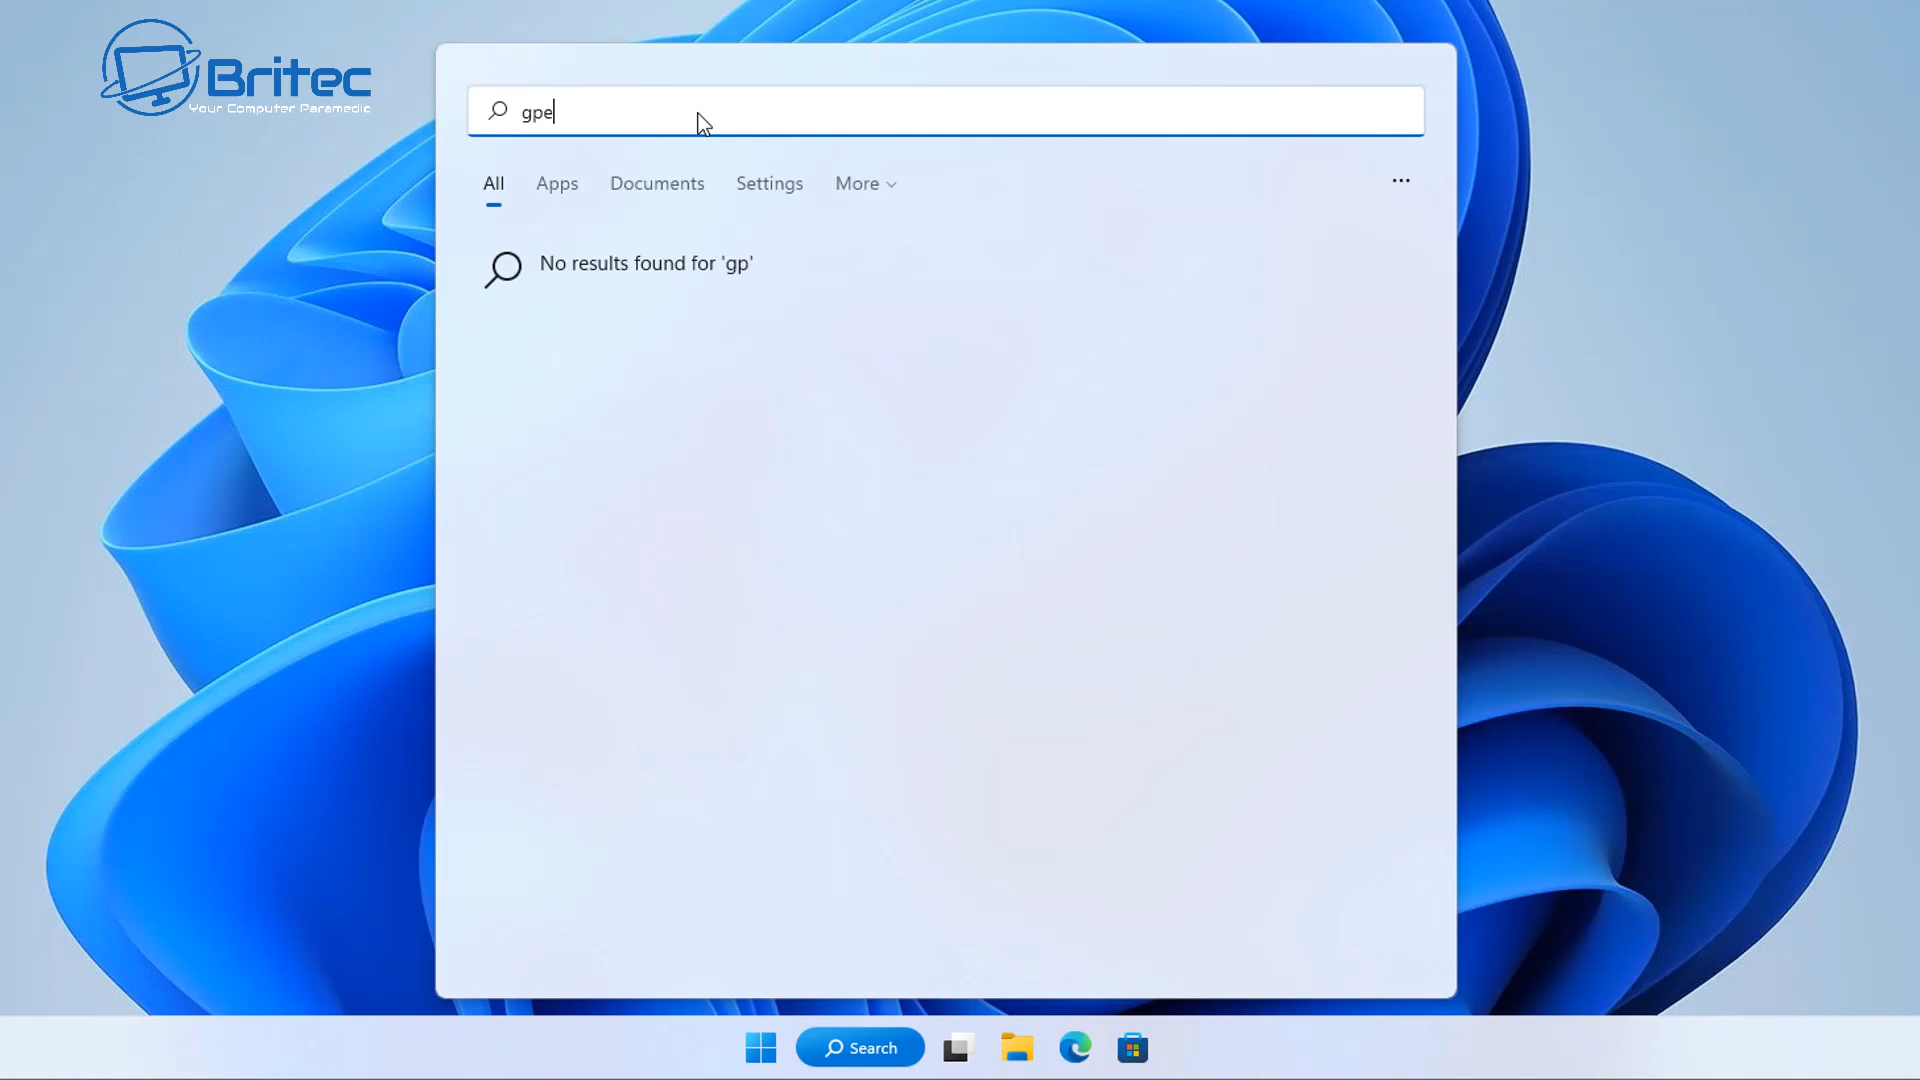 Britec
Your Computer Paramedic
gpe
All Apps Documents Settings More
No results found for 'gp'
Search